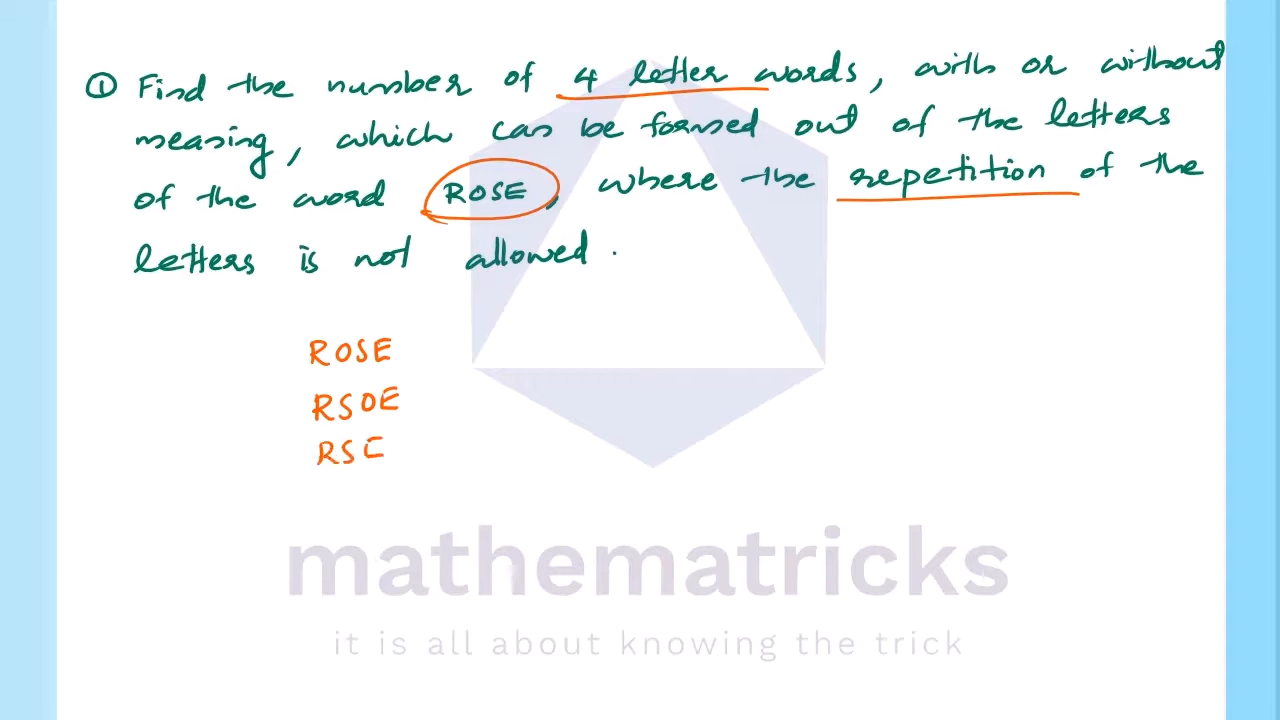 ① Find the number of 4 letter words, with or without
meaning, which can be formed out of the letters
of the word ROSE, where the repetition of the
letters is not allowed.
ROSE
RSOE
RSE
mathematricks
it is all about knowing the trick